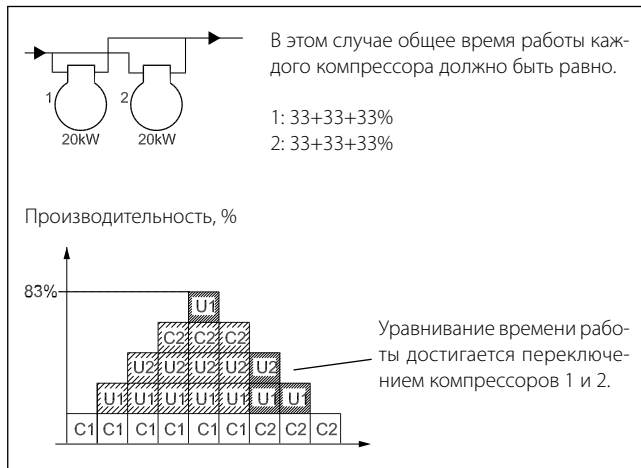 В этом случае общее время работы каж-
дого компрессора должно быть равно.
1: 33+33+33%
2: 33+33+33%
1
2
20kW
20kW
Производительность, %
83%
U1
C2 C2 C2
U2 U2 U2 U2 U2
U1 U1 U1 U1 U1 U1 U1
C1 C1 C1 C1 C1 C1 C2 C2 C2
Уравнивание времени рабо-
ты достигается переключе-
нием компрессоров 1 и 2.